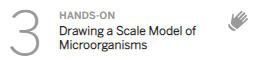 3
HANDS-ON
Drawing a Scale Model of
Microorganisms